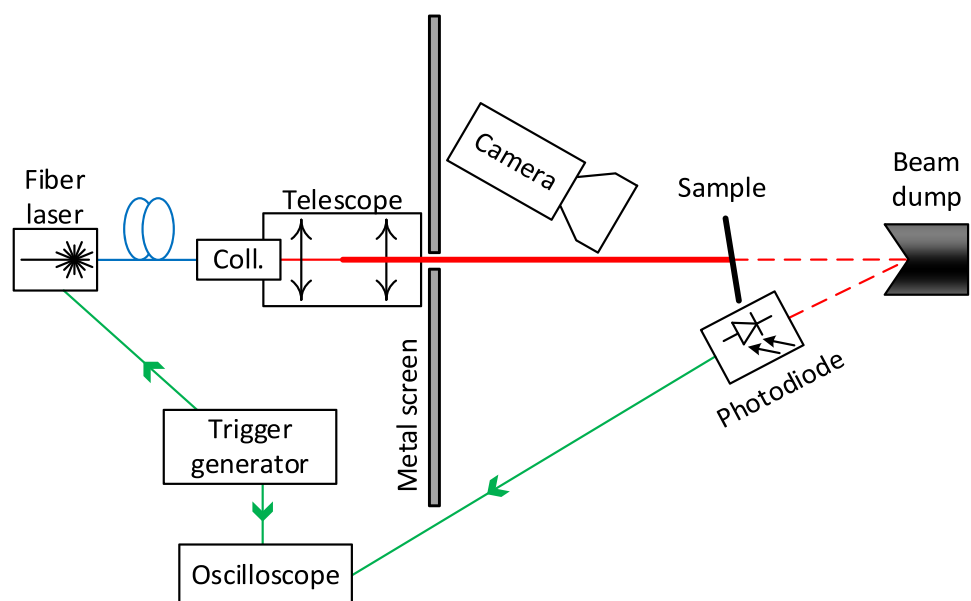 Fiber
laser
Coll.
Telescope
Metal screen
Camera
Sample
Beam
dump
Photodiode
Trigger
generator
Oscilloscope